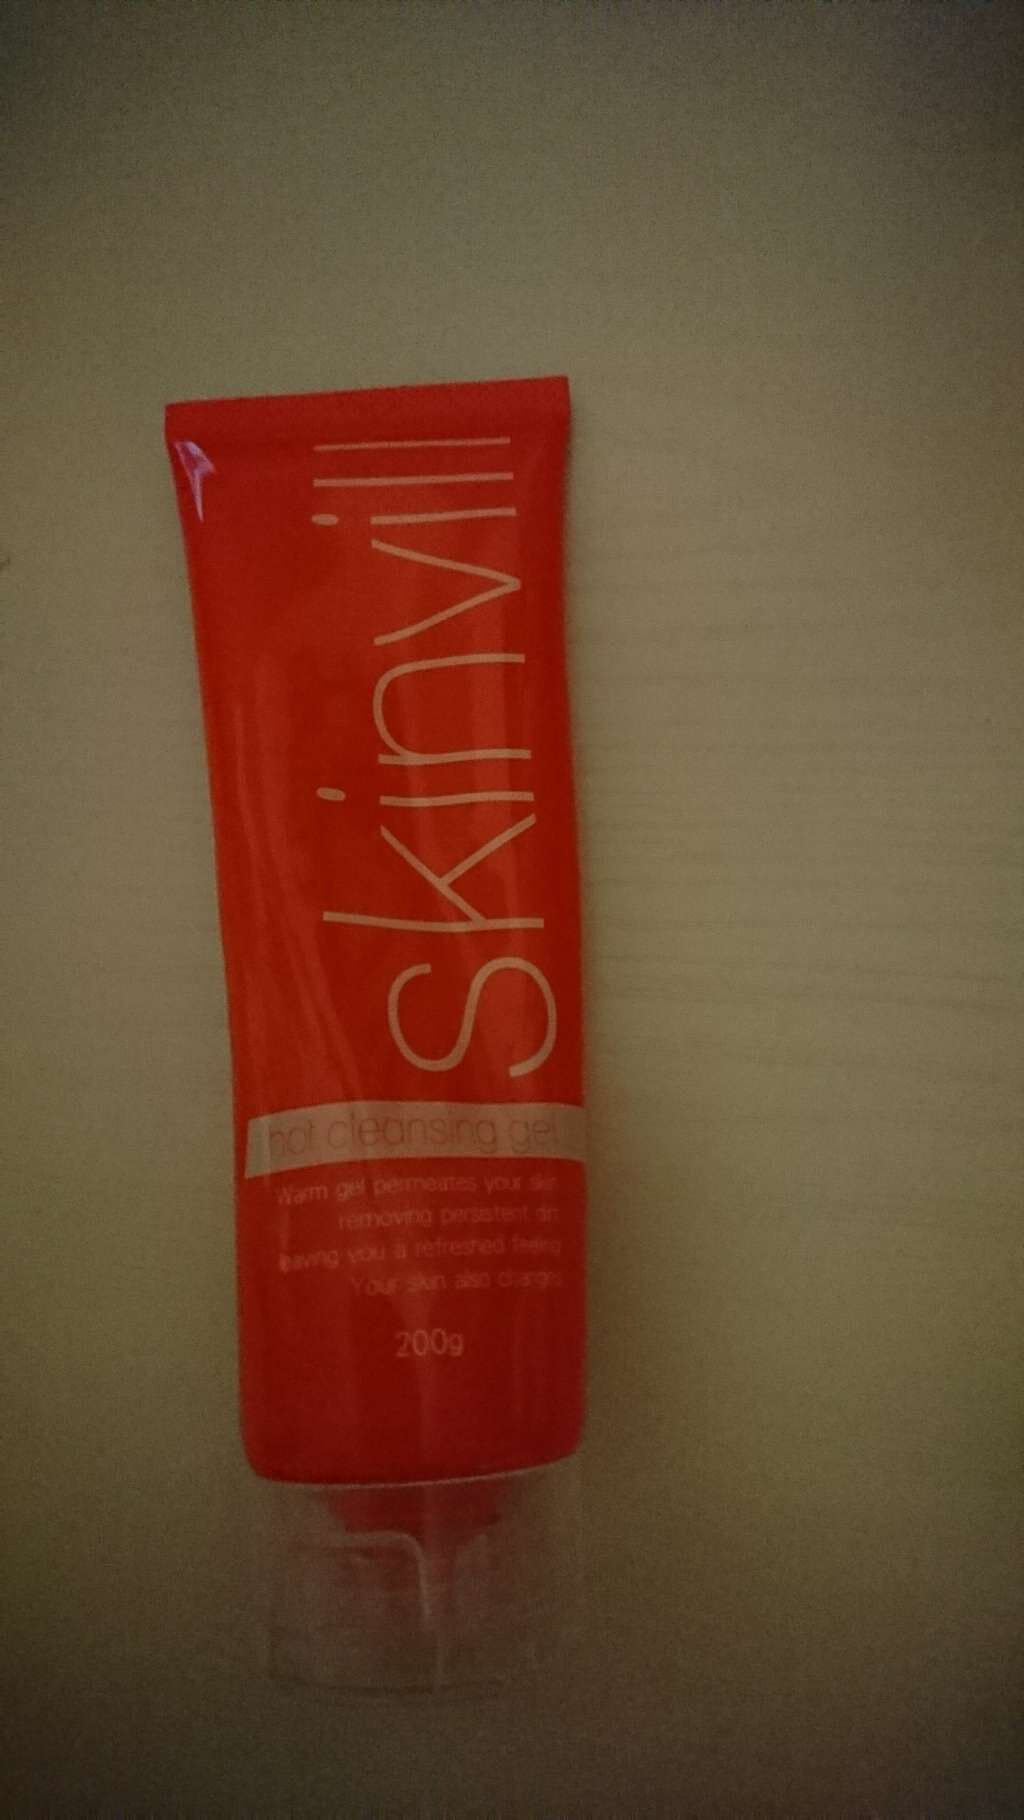 Skinvill
hot cleansing gel
Warm gel permeates your skin
removing persistent dirt
leaving you a refreshed feeling
Your skin also changes
200g